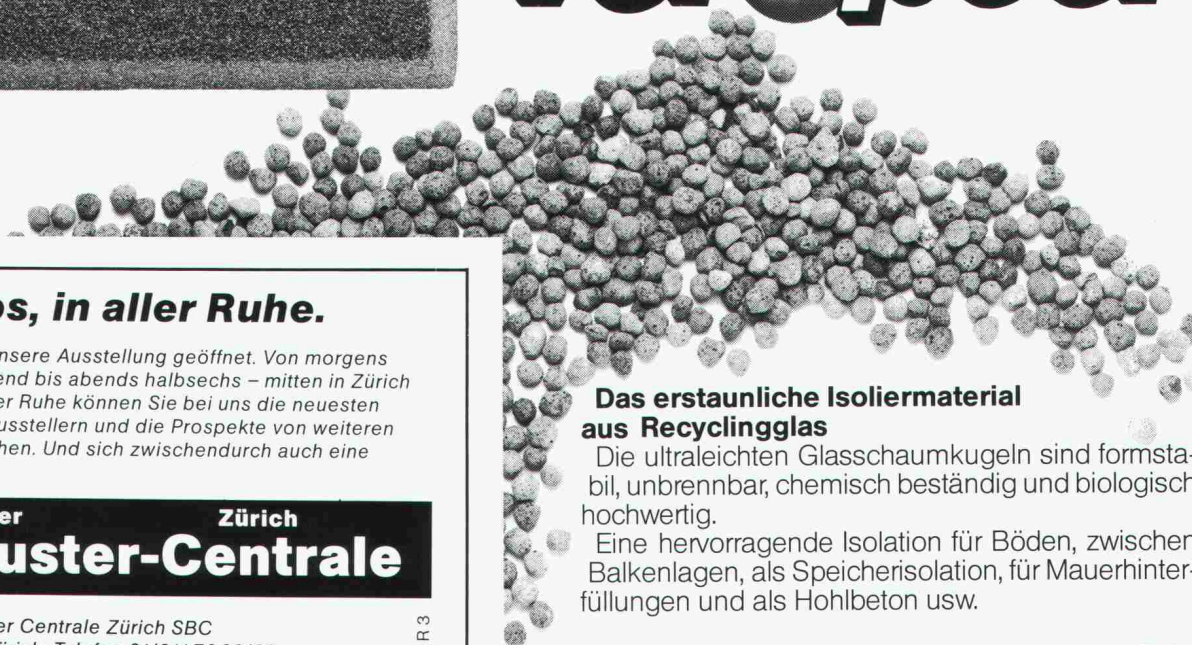 os, in aller Ruhe.
nsere Ausstellung geöffnet. Von morgens
end bis abends halbsechs – mitten in Zürich
er Ruhe können Sie bei uns die neuesten
usstellern und die Prospekte von weiteren
hen. Und sich zwischendurch auch eine
er Zürich
uster-Centrale
er Centrale Zürich SBC
R 3
Das erstaunliche Isoliermaterial
aus Recyclingglas
Die ultraleichten Glasschaumkugeln sind formsta-
bil, unbrennbar, chemisch beständig und biologisch
hochwertig.
Eine hervorragende Isolation für Böden, zwischen
Balkenlagen, als Speicherisolation, für Mauerhinter-
füllungen und als Hohlbeton usw.